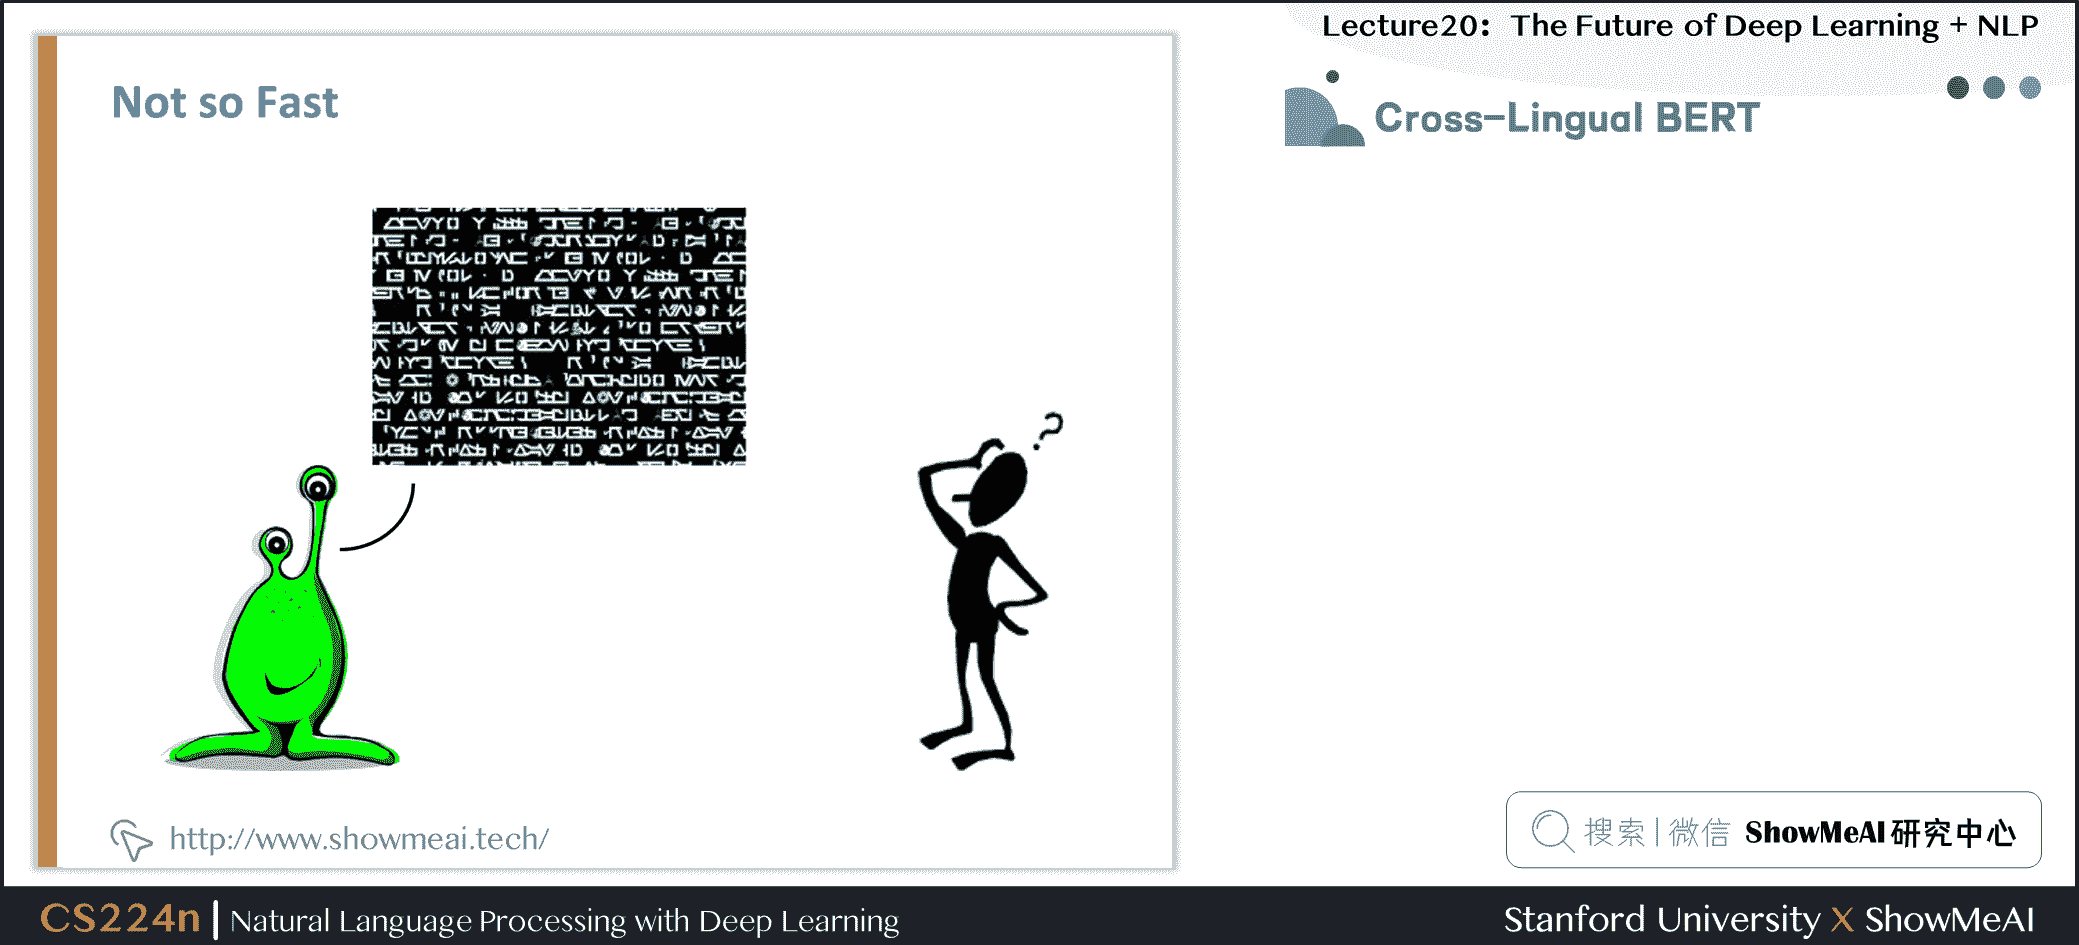 Lecture20： The Future of Deep Learning + NLP
Not so Fast
Cross-Lingual BERT
?
http://www.showmeai.tech/
搜索 | 微信 ShowMeAI 研究中心
CS224n | Natural Language Processing with Deep Learning
Stanford University X ShowMeAI